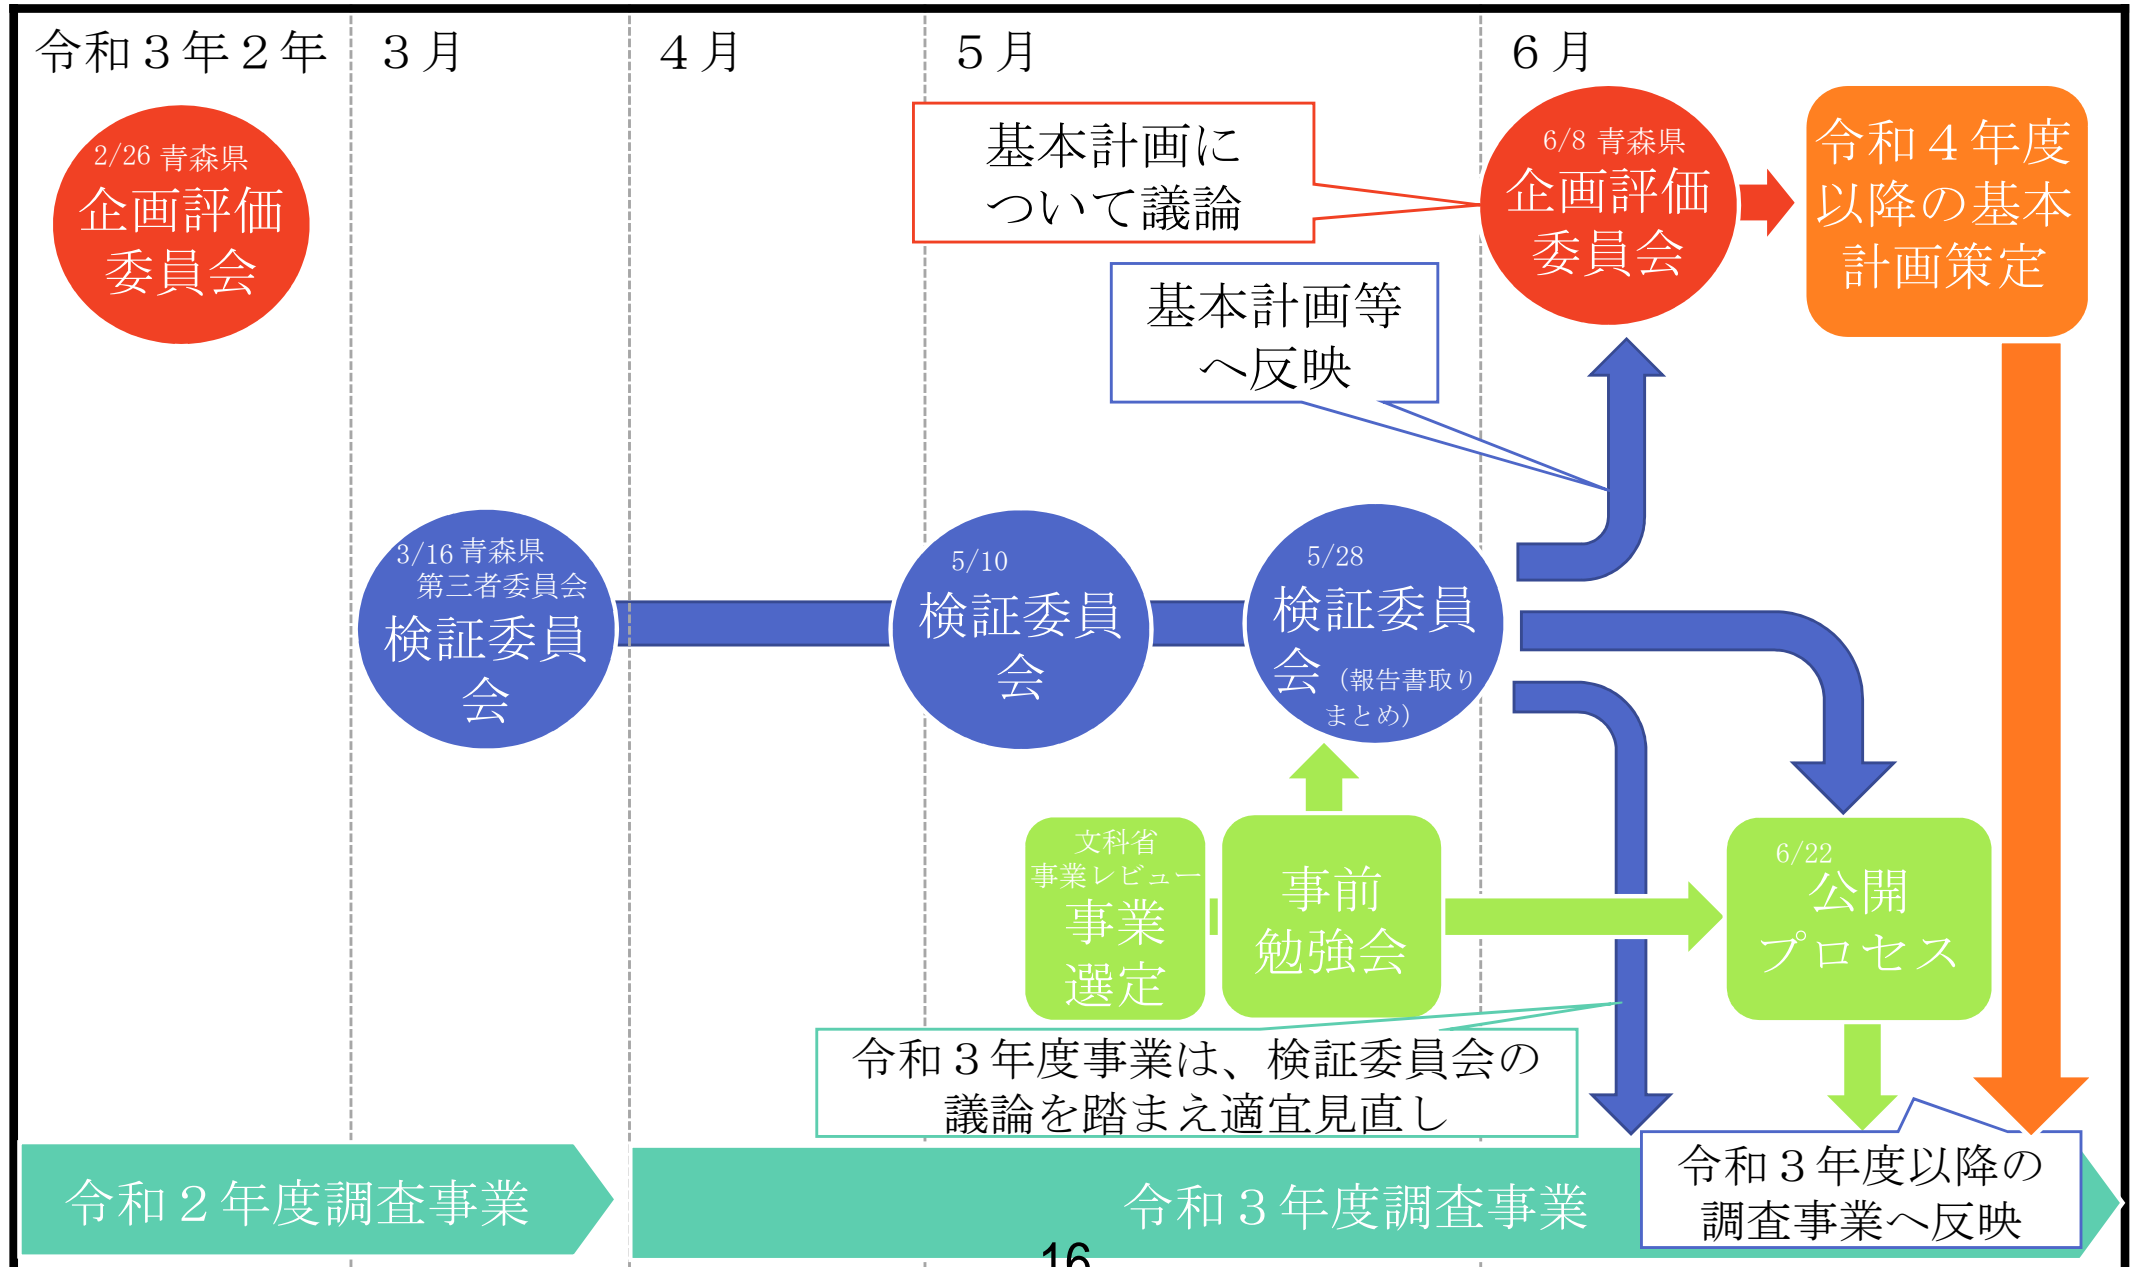 令和３年２年
３月
４月
５月
６月
2/26 青森県
企画評価
委員会
基本計画に
ついて議論
6/8 青森県
企画評価
委員会
令和４年度
以降の基本
計画策定
基本計画等
へ反映
3/16 青森県
第三者委員会
検証委員
会
5/10
検証委員
会
5/28
検証委員
会（報告書取り
まとめ）
文科省
事業レビュー
事業
選定
事前
勉強会
6/22
公開
プロセス
令和３年度事業は、検証委員会の
議論を踏まえ適宜見直し
令和２年度調査事業
令和３年度調査事業
令和３年度以降の
調査事業へ反映
16